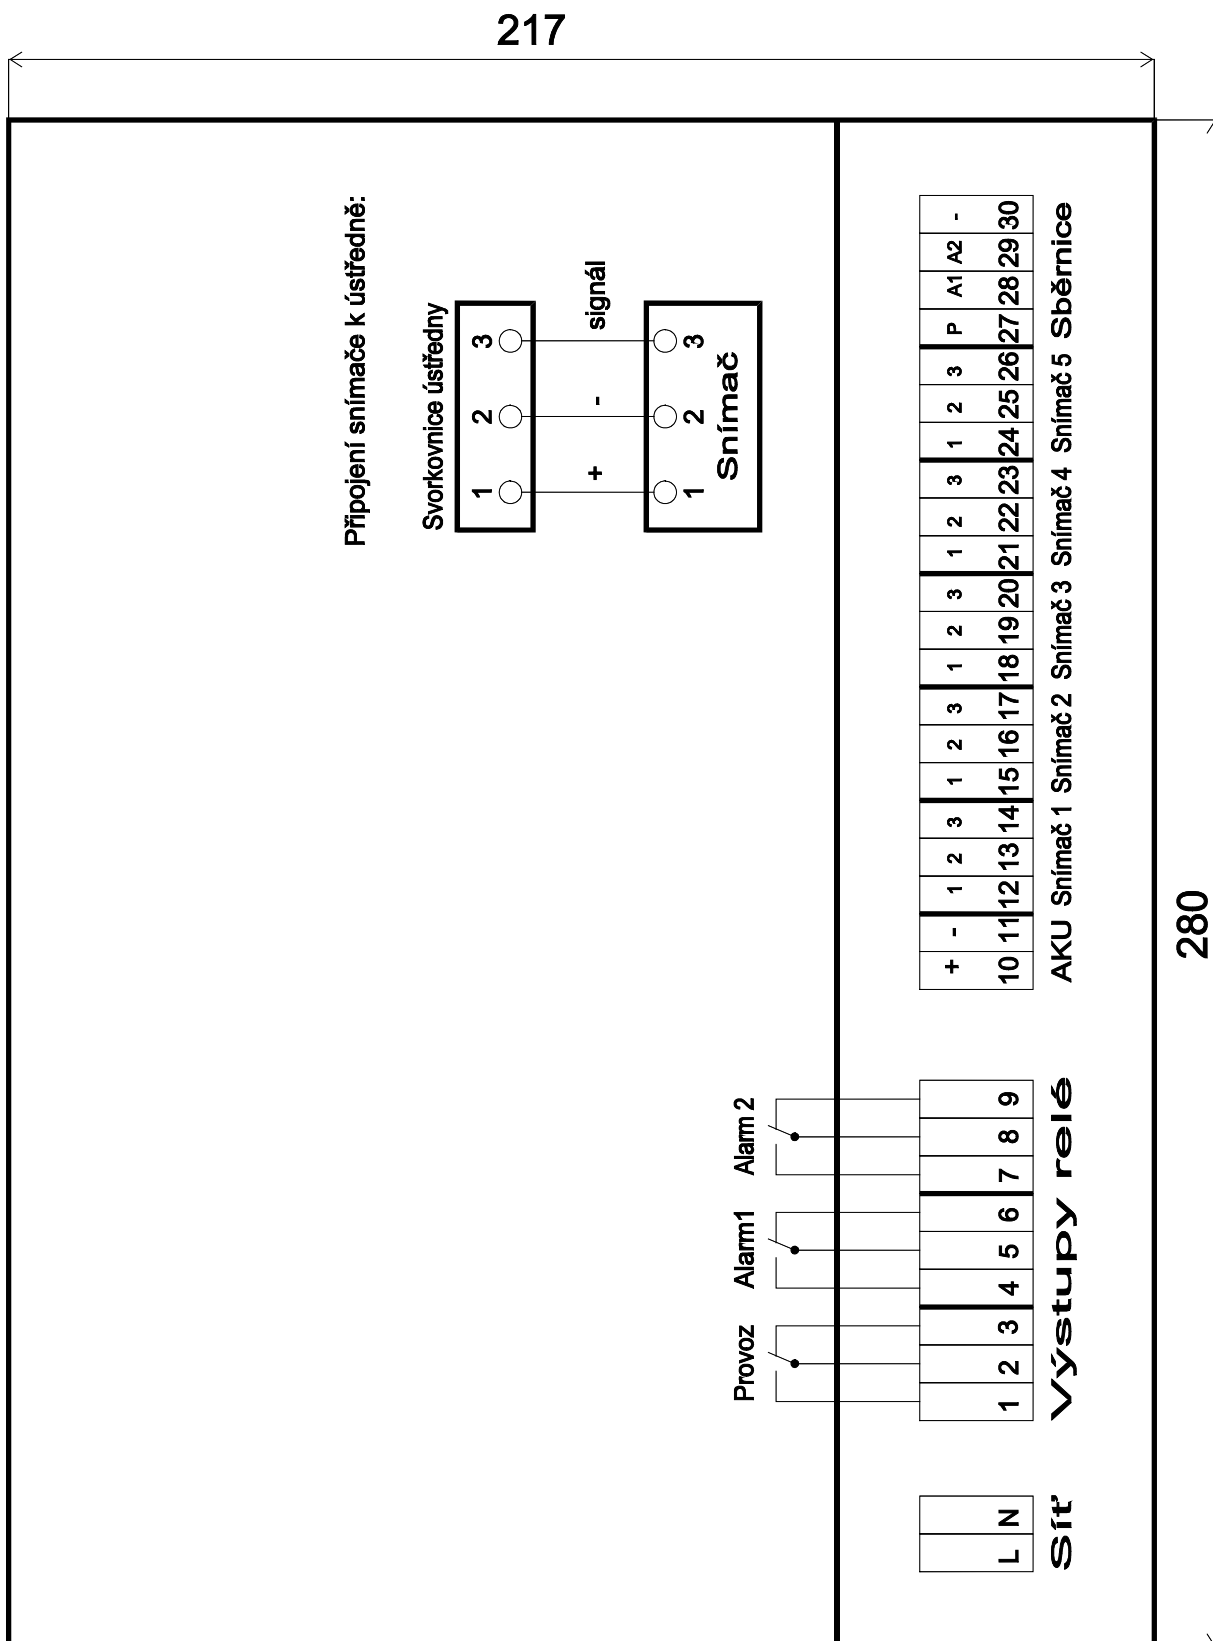 217
280
Připojení snímače k ústředně:
Svorkovnice ústředny
1 2 3
+ - signál
1 2 3
Snímač
Provoz Alarm1 Alarm 2
+ - 1 2 3 1 2 3 1 2 3 1 2 3 1 2 3 P A1 A2 -
L N 1 2 3 4 5 6 7 8 9 10 11 12 13 14 15 16 17 18 19 20 21 22 23 24 25 26 27 28 29 30
Síť Výstupy relé AKU Snímač 1 Snímač 2 Snímač 3 Snímač 4 Snímač 5 Sběrnice